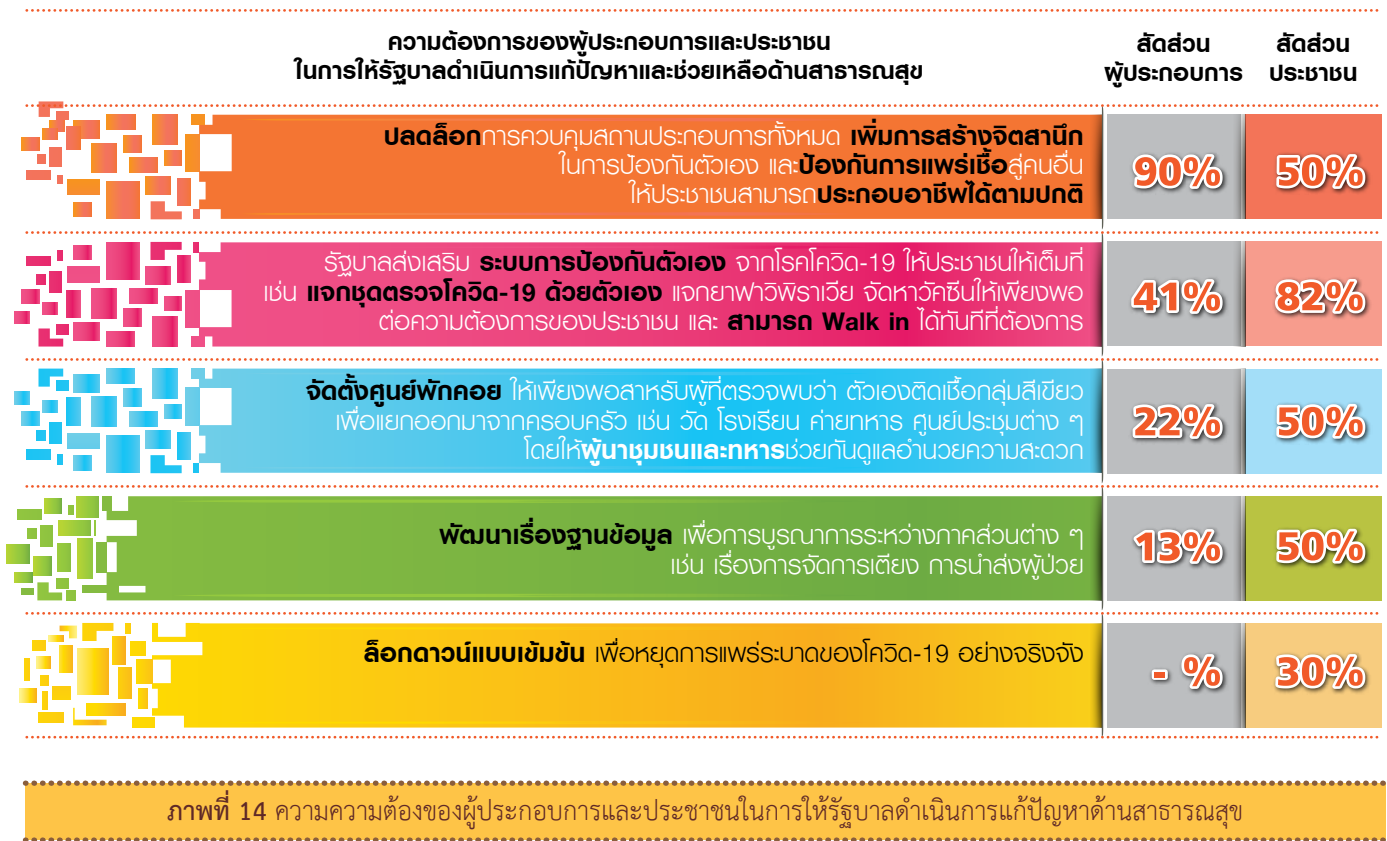 ความต้องการของผู้ประกอบการและประชาชน
ในการให้รัฐบาลดำเนินการแก้ปัญหาและช่วยเหลือด้านสาธารณสุข
สัดส่วน
ผู้ประกอบการ
สัดส่วน
ประชาชน
ปลดล็อกการควบคุมสถานประกอบการทั้งหมด เพิ่มการสร้างจิตสานึก
ในการป้องกันตัวเอง และป้องกันการแพร่เชื้อสู่คนอื่น
ให้ประชาชนสามารถประกอบอาชีพได้ตามปกติ
90%
50%
รัฐบาลส่งเสริม ระบบการป้องกันตัวเอง จากโรคโควิด-19 ให้ประชาชนให้เต็มที่
เช่น แจกชุดตรวจโควิด-19 ด้วยตัวเอง แจกยาฟาวิพิราเวีย จัดหาวัคซีนให้เพียงพอ
ต่อความต้องการของประชาชน และ สามารถ Walk in ได้ทันทีที่ต้องการ
41%
82%
จัดตั้งศูนย์พักคอย ให้เพียงพอสาหรับผู้ที่ตรวจพบว่า ตัวเองติดเชื้อกลุ่มสีเขียว
เพื่อแยกออกมาจากครอบครัว เช่น วัด โรงเรียน ค่ายทหาร ศูนย์ประชุมต่าง ๆ
โดยให้ผู้นาชุมชนและทหารช่วยกันดูแลอำนวยความสะดวก
22%
50%
พัฒนาเรื่องฐานข้อมูล เพื่อการบูรณาการระหว่างภาคส่วนต่าง ๆ
เช่น เรื่องการจัดการเตียง การนำส่งผู้ป่วย
13%
50%
ล็อกดาวน์แบบเข้มข้น เพื่อหยุดการแพร่ระบาดของโควิด-19 อย่างจริงจัง
- %
30%
ภาพที่ 14 ความความต้องของผู้ประกอบการและประชาชนในการให้รัฐบาลดำเนินการแก้ปัญหาด้านสาธารณสุข